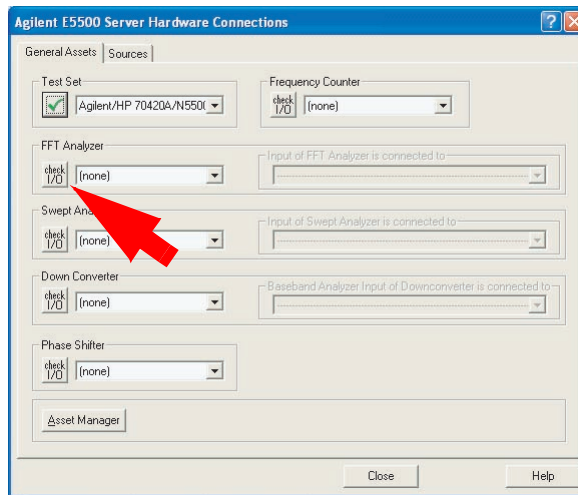 Agilent E5500 Server Hardware Connections
General Assets
Sources
Test Set
Agilent/HP 70420A/N550(
Frequency Counter
check I/O
(none)
FFT Analyzer
check I/O
(none)
Input of FFT Analyzer is connected to
Swept Ana
check I/O
(none)
Input of Swept Analyzer is connected to
Down Converter
check I/O
(none)
Baseband Analyzer Input of Downconverter is connected to
Phase Shifter
check I/O
(none)
Asset Manager
Close
Help